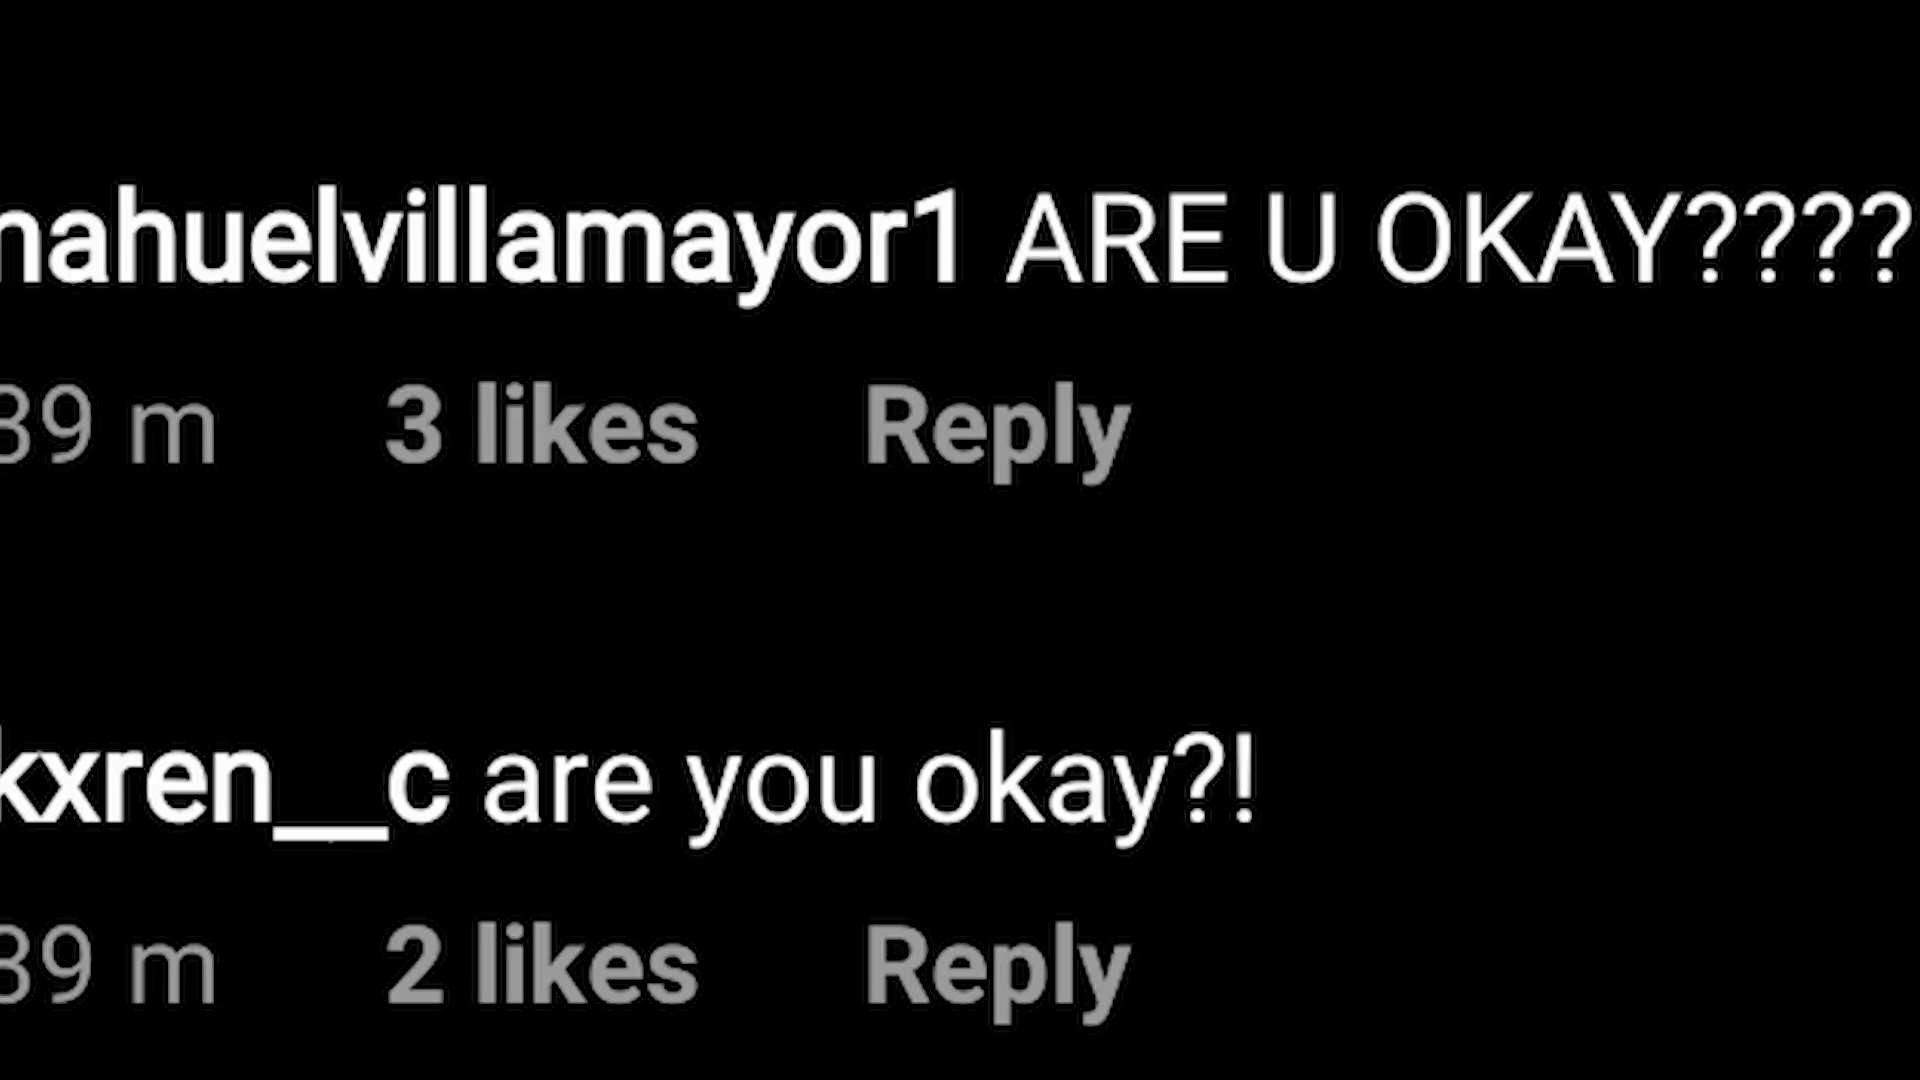 nahuelvillamayor1 ARE U OKAY????
39 m 3 likes Reply
kxren__c are you okay?!
39 m 2 likes Reply